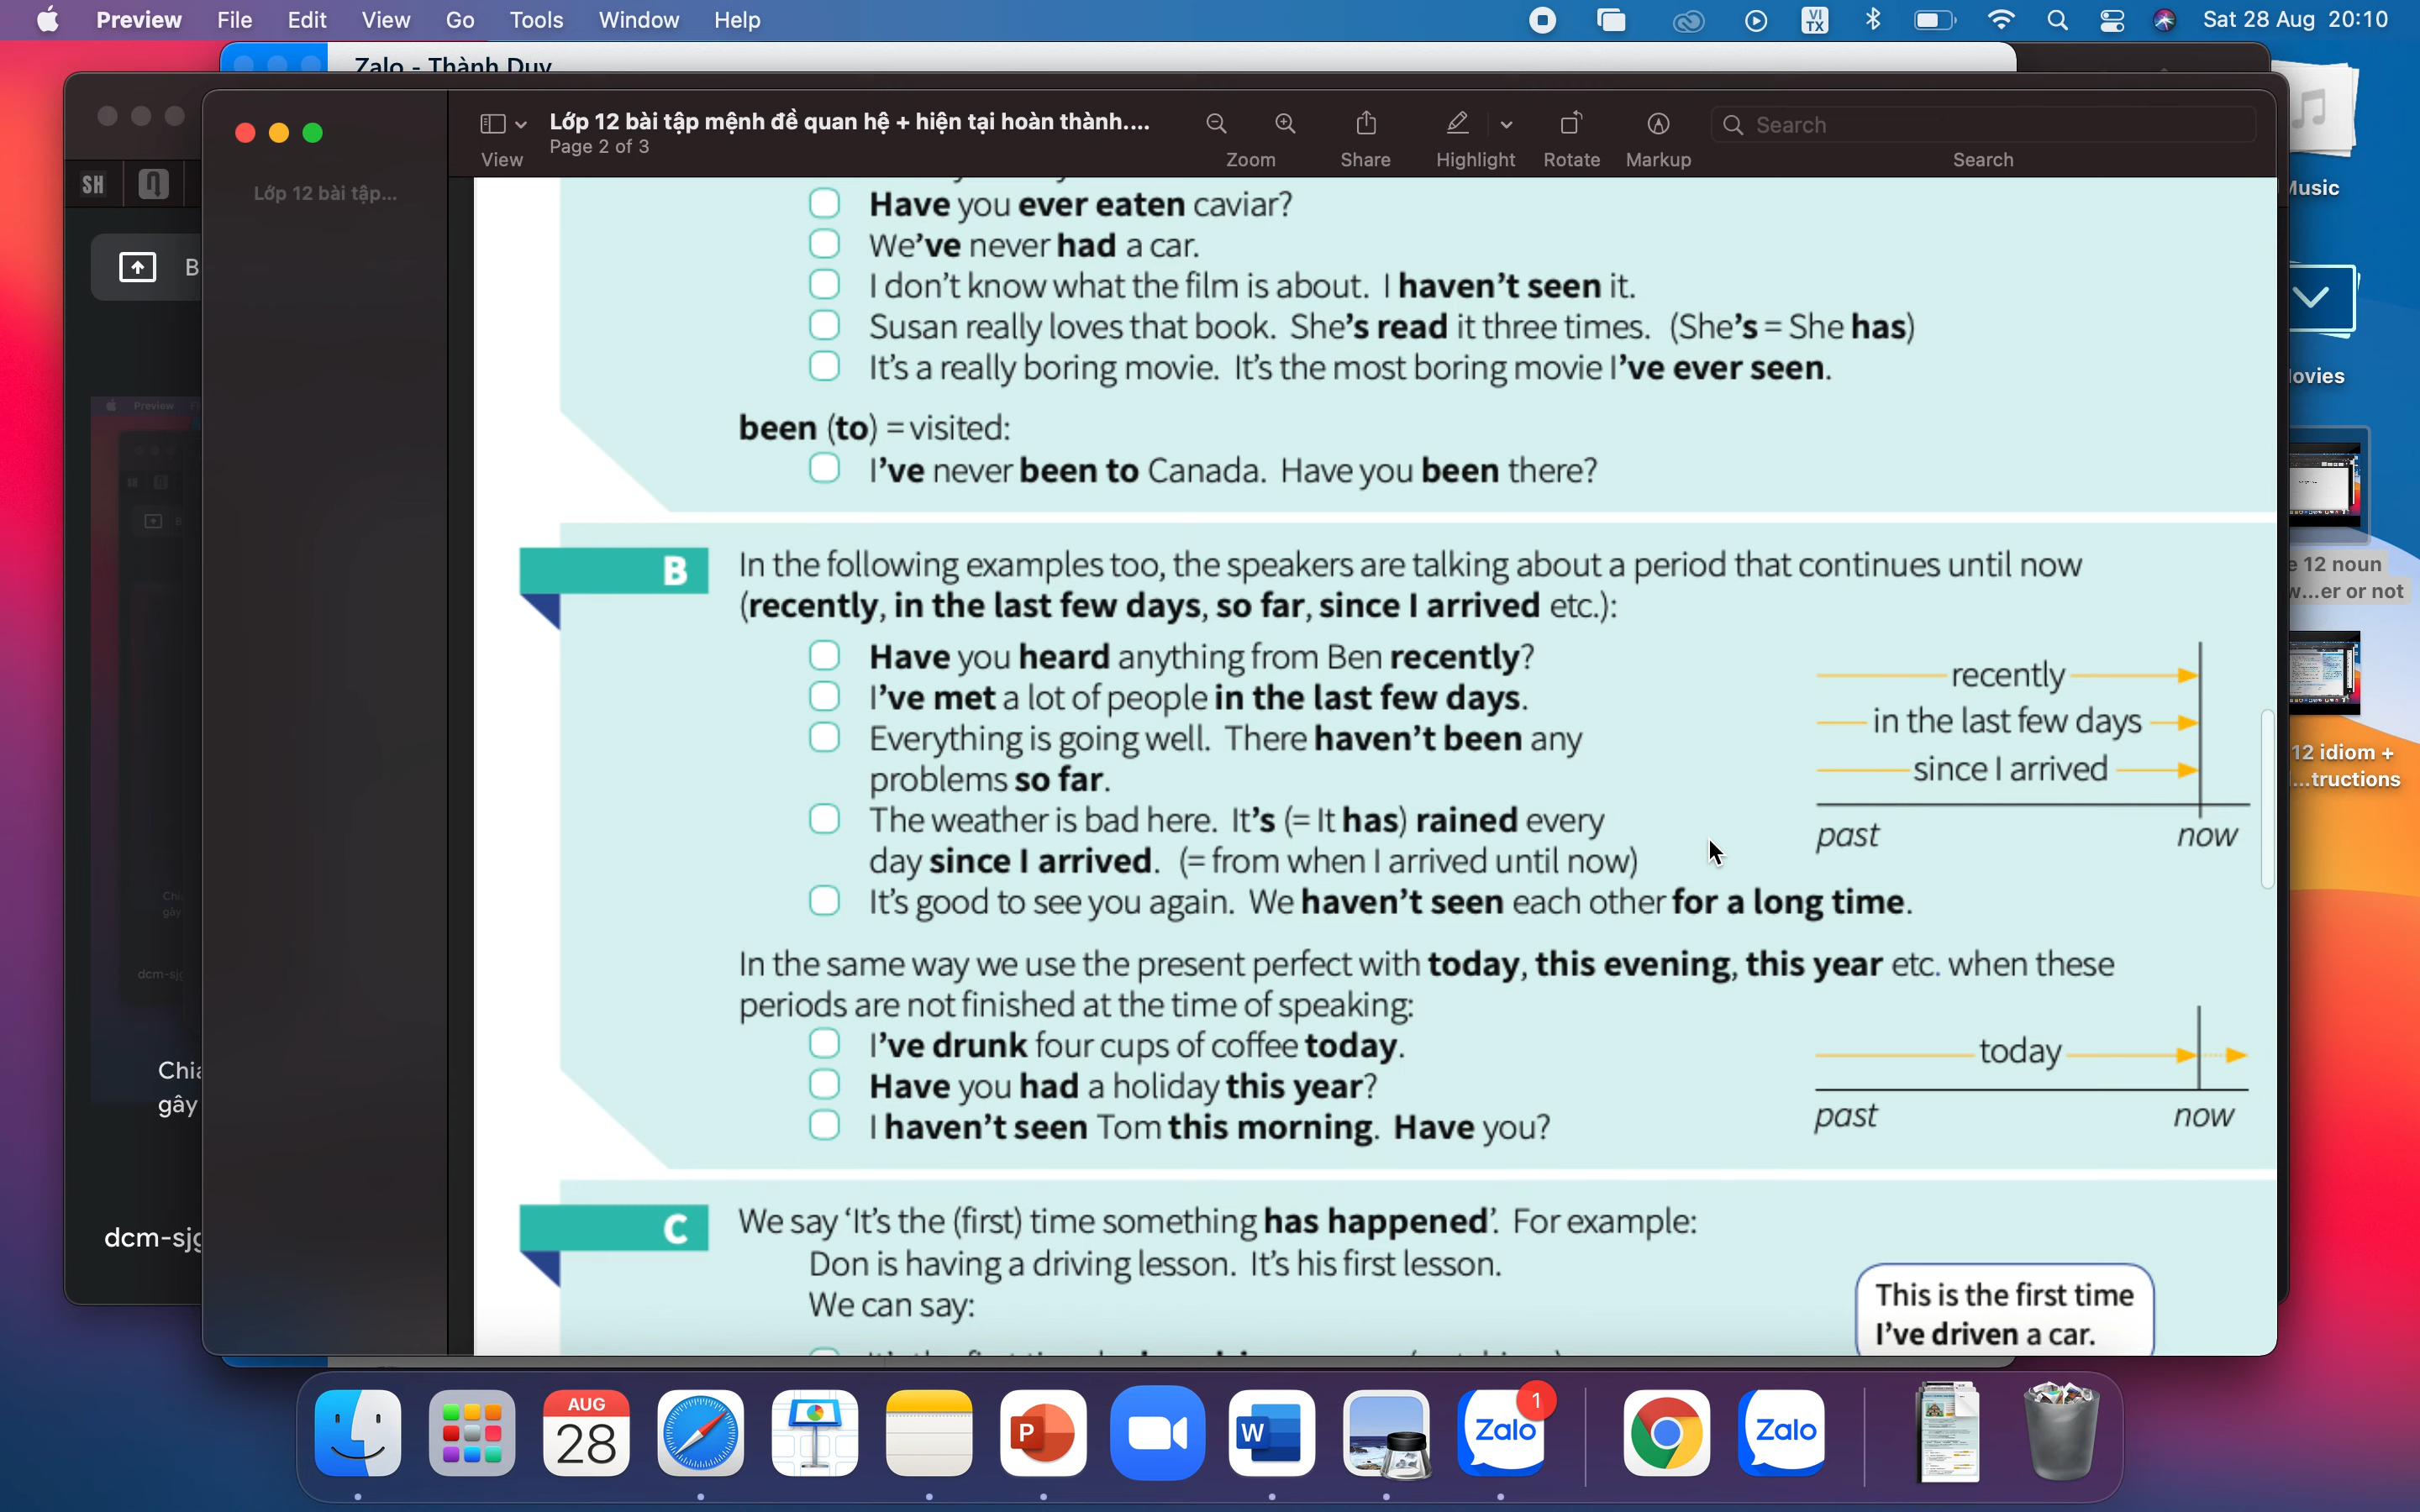 Preview File Edit View Go Tools Window Help
VI
TX
Sat 28 Aug 20:10
Zalo - Thành Duy
View
Lớp 12 bài tập mệnh đề quan hệ + hiện tại hoàn thành....
Page 2 of 3
Zoom
Share
Highlight
Rotate
Markup
Search
Search
Lớp 12 bài tập...
SH
B
Preview
Chia
gây
dcm-sjg
Have you ever eaten caviar?
We've never had a car.
I don't know what the film is about. I haven't seen it.
Susan really loves that book. She's read it three times. (She's = She has)
It's a really boring movie. It's the most boring movie I've ever seen.
been (to) = visited:
I've never been to Canada. Have you been there?
B
In the following examples too, the speakers are talking about a period that continues until now
(recently, in the last few days, so far, since I arrived etc.):
Have you heard anything from Ben recently?
I've met a lot of people in the last few days.
Everything is going well. There haven't been any
problems so far.
The weather is bad here. It's (= It has) rained every
day since I arrived. (= from when I arrived until now)
It's good to see you again. We haven't seen each other for a long time.
recently
in the last few days
since I arrived
past now
In the same way we use the present perfect with today, this evening, this year etc. when these
periods are not finished at the time of speaking:
I've drunk four cups of coffee today.
Have you had a holiday this year?
I haven't seen Tom this morning. Have you?
today
past now
C
We say 'It's the (first) time something has happened'. For example:
Don is having a driving lesson. It's his first lesson.
We can say:
This is the first time
I've driven a car.
Music
ovies
e 12 noun
w...er or not
12 idiom +
...tructions
AUG
28
P
W
Zalo
1
Zalo